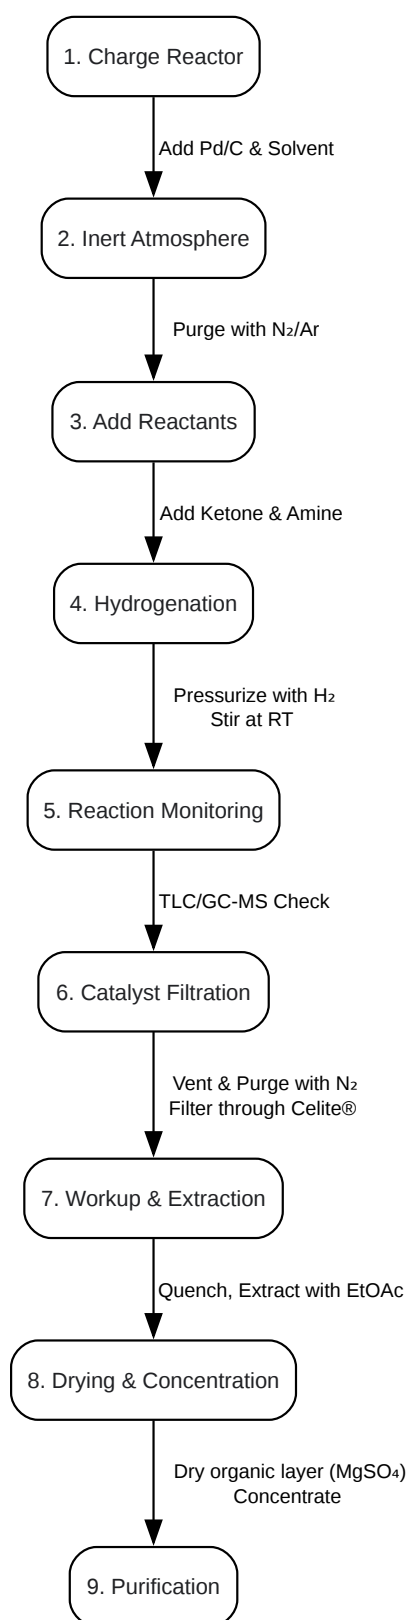 1. Charge Reactor
Add Pd/C & Solvent
2. Inert Atmosphere
Purge with N₂/Ar
3. Add Reactants
Add Ketone & Amine
4. Hydrogenation
Pressurize with H₂
Stir at RT
5. Reaction Monitoring
TLC/GC-MS Check
6. Catalyst Filtration
Vent & Purge with N₂
Filter through Celite®
7. Workup & Extraction
Quench, Extract with EtOAc
8. Drying & Concentration
Dry organic layer (MgSO₄)
Concentrate
9. Purification